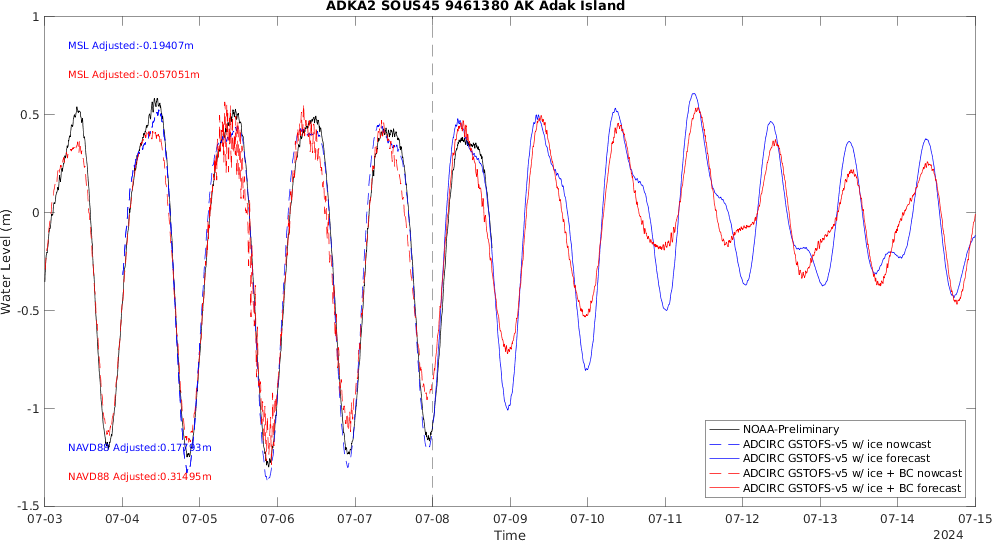 ADKA2 SOUS45 9461380 AK Adak Island
MSL Adjusted:-0.19407m
MSL Adjusted:-0.057051m
Water Level (m)
1
0.5
0
-0.5
-1
-1.5
NAVD88 Adjusted:0.17793m
NAVD88 Adjusted:0.31495m
NOAA-Preliminary
ADCIRC GSTOFS-v5 w/ ice nowcast
ADCIRC GSTOFS-v5 w/ ice forecast
ADCIRC GSTOFS-v5 w/ ice + BC nowcast
ADCIRC GSTOFS-v5 w/ ice + BC forecast
07-03 07-04 07-05 07-06 07-07 07-08 07-09 07-10 07-11 07-12 07-13 07-14 07-15
Time
2024